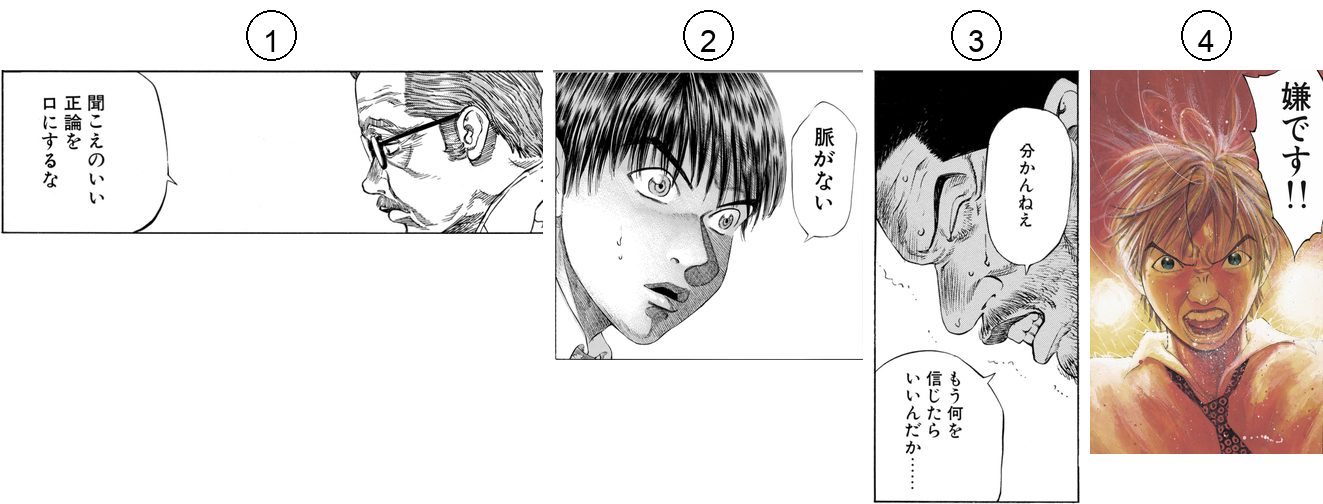 1
2
3
4
聞こえのいい
正論を
口にするな
脈がない
分かんねえ
もう何を
信じたら
いいんだか……
嫌です!!